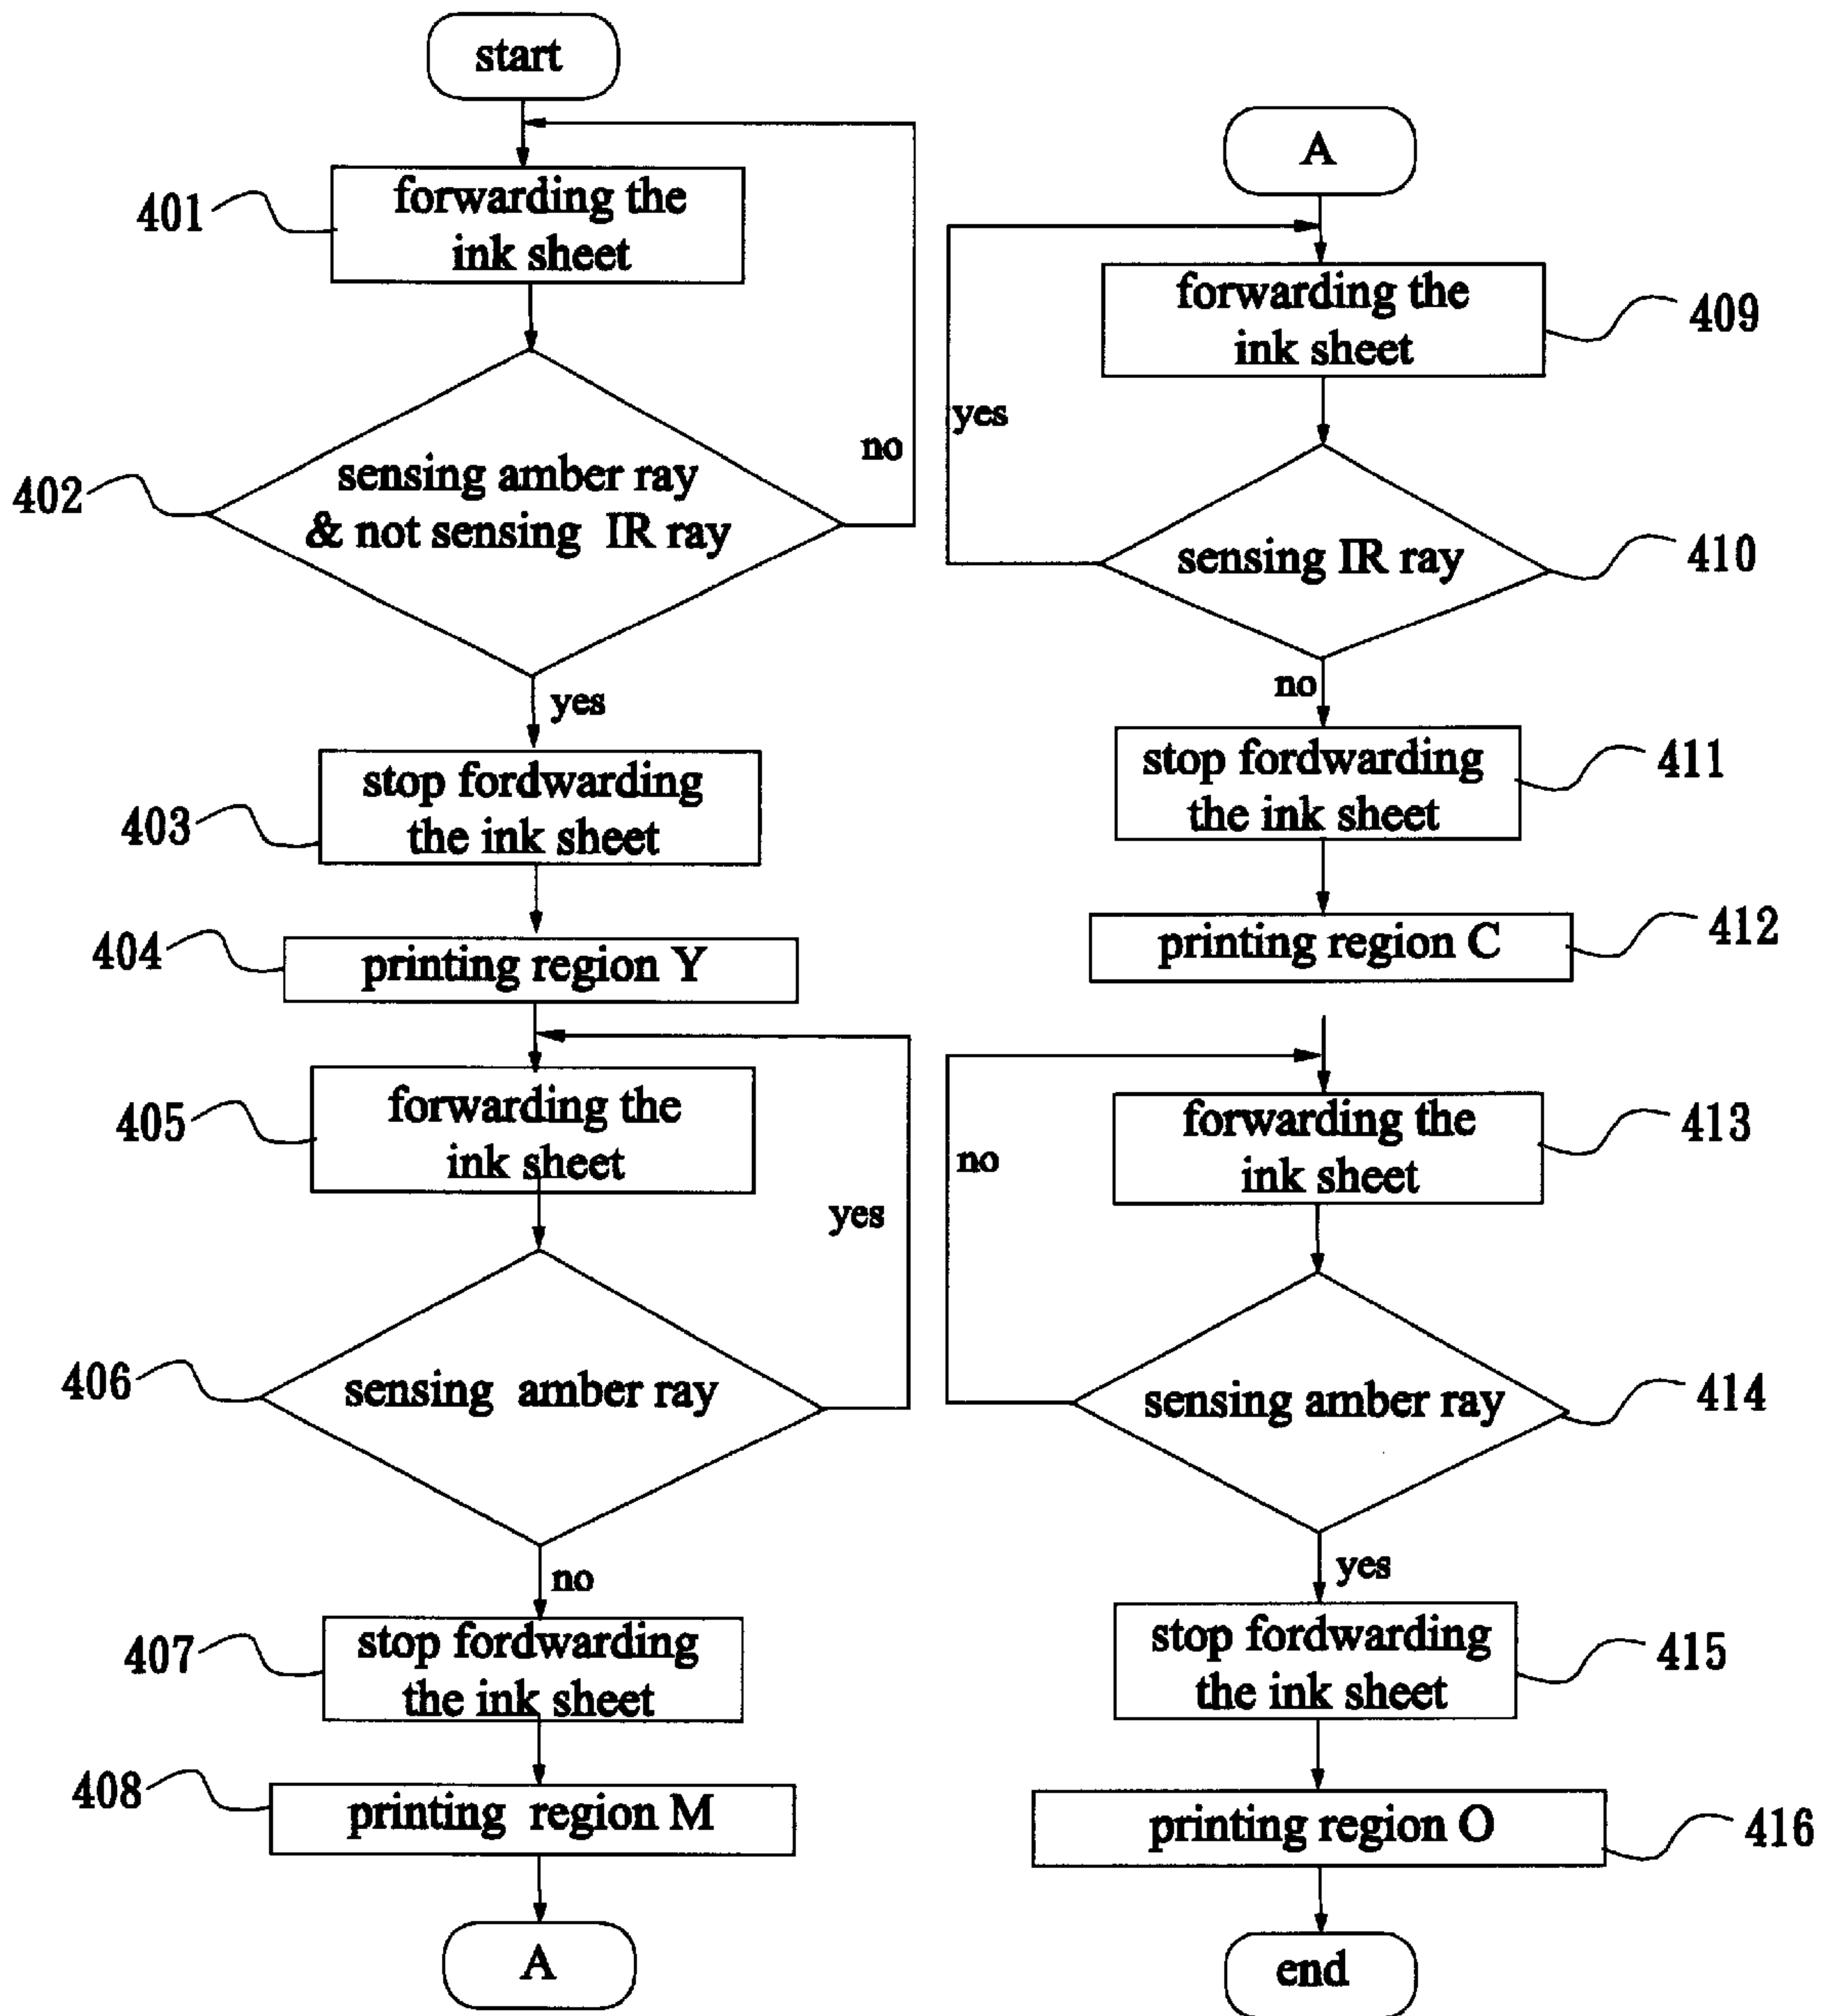 start
401
forwarding the
ink sheet
402
sensing amber ray
& not sensing IR ray
no
yes
403
stop fordwarding
the ink sheet
404
printing region Y
405
forwarding the
ink sheet
yes
406
sensing amber ray
no
407
stop fordwarding
the ink sheet
408
printing region M
A
A
forwarding the
ink sheet
409
yes
sensing IR ray
410
no
stop fordwarding
the ink sheet
411
printing region C
412
forwarding the
ink sheet
413
no
sensing amber ray
414
yes
stop fordwarding
the ink sheet
415
printing region O
416
end